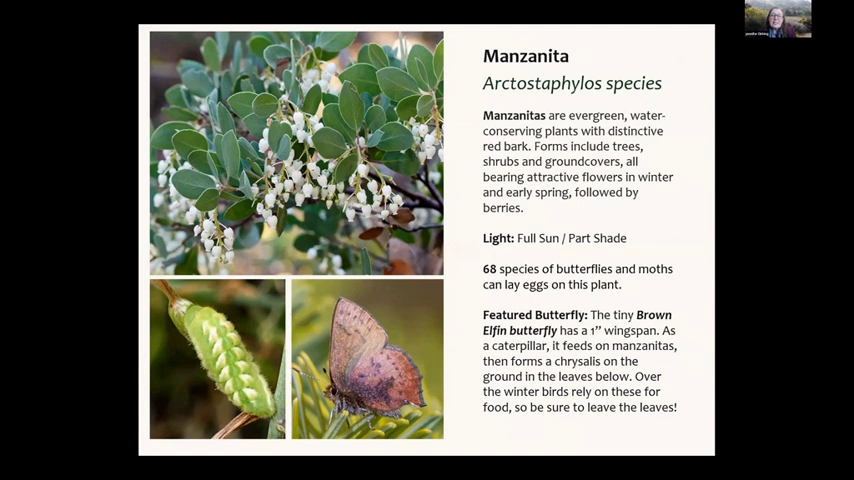 Manzanita
Arctostaphylos species
Manzanitas are evergreen, water-
conserving plants with distinctive
red bark. Forms include trees,
shrubs and groundcovers, all
bearing attractive flowers in winter
and early spring, followed by
berries.
Light: Full Sun / Part Shade
68 species of butterflies and moths
can lay eggs on this plant.
Featured Butterfly: The tiny Brown
Elfin butterfly has a 1” wingspan. As
a caterpillar, it feeds on manzanitas,
then forms a chrysalis on the
ground in the leaves below. Over
the winter birds rely on these for
food, so be sure to leave the leaves!